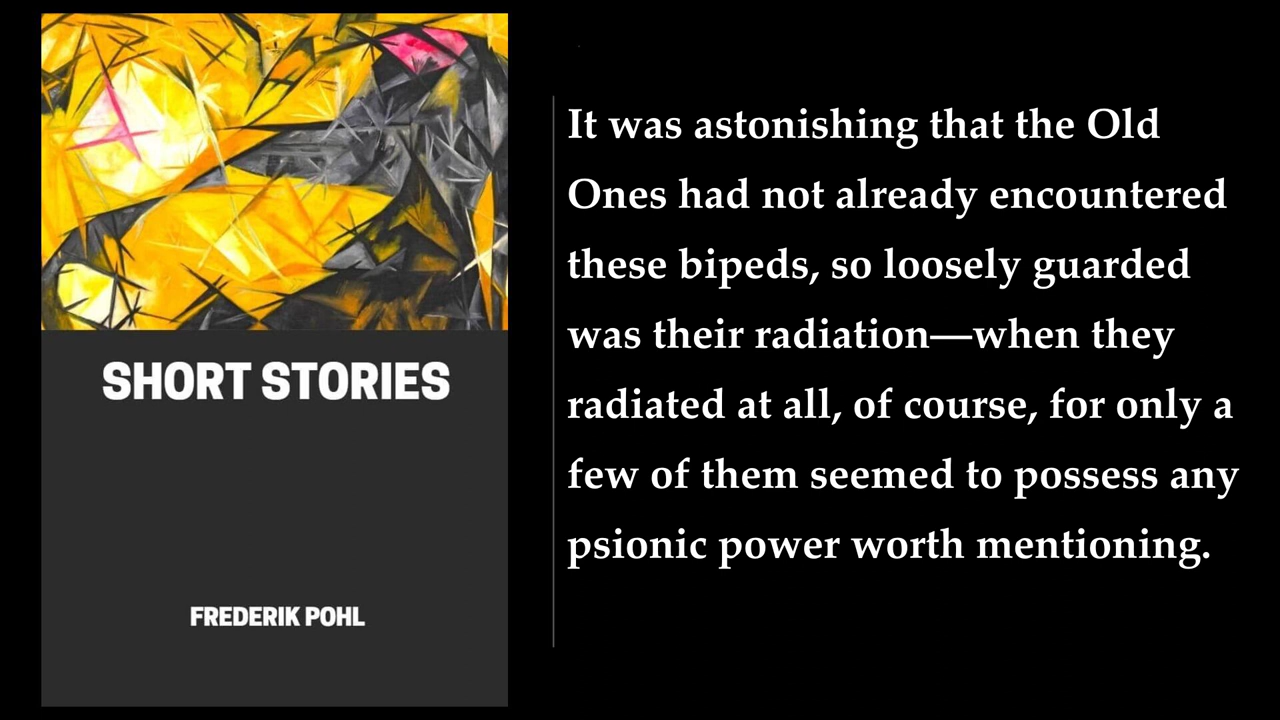 SHORT STORIES
FREDERIK POHL
It was astonishing that the Old
Ones had not already encountered
these bipeds, so loosely guarded
was their radiation—when they
radiated at all, of course, for only a
few of them seemed to possess any
psionic power worth mentioning.